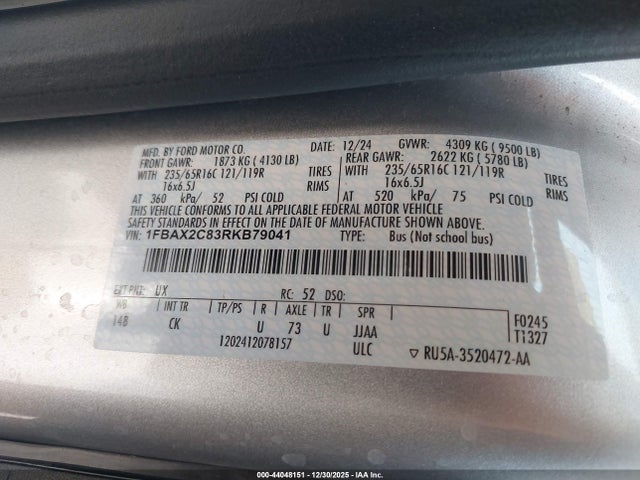 MFD. BY FORD MOTOR CO. DATE: 12/24 GVWR: 4309 KG ( 9500 LB)
FRONT GAWR: 1873 KG ( 4130 LB) REAR GAWR: 2622 KG ( 5780 LB)
WITH 235/65R16C 121/119R TIRES WITH 235/65R16C 121/119R TIRES
16x6.5J RIMS 16x6.5J RIMS
AT 360 kPa/ 52 PSI COLD AT 520 kPa/ 75 PSI COLD
THIS VEHICLE CONFORMS TO ALL APPLICABLE FEDERAL MOTOR VEHICLE
SAFETY STANDARDS IN EFFECT ON THE DATE OF MANUFACTURE SHOWN ABOVE.
VIN: 1FBAX2C83RKB79041 TYPE: Bus (Not school bus)
EXT PNT: UX RC: 52 DSO:
WB INT TR TP/PS R AXLE TR SPR
14B CK U 73 U JJAA
1202412078157 ULC
F0245
T1327
▽ RU5A-3520472-AA
000-44048151 - 12/30/2025 - IAA Inc.